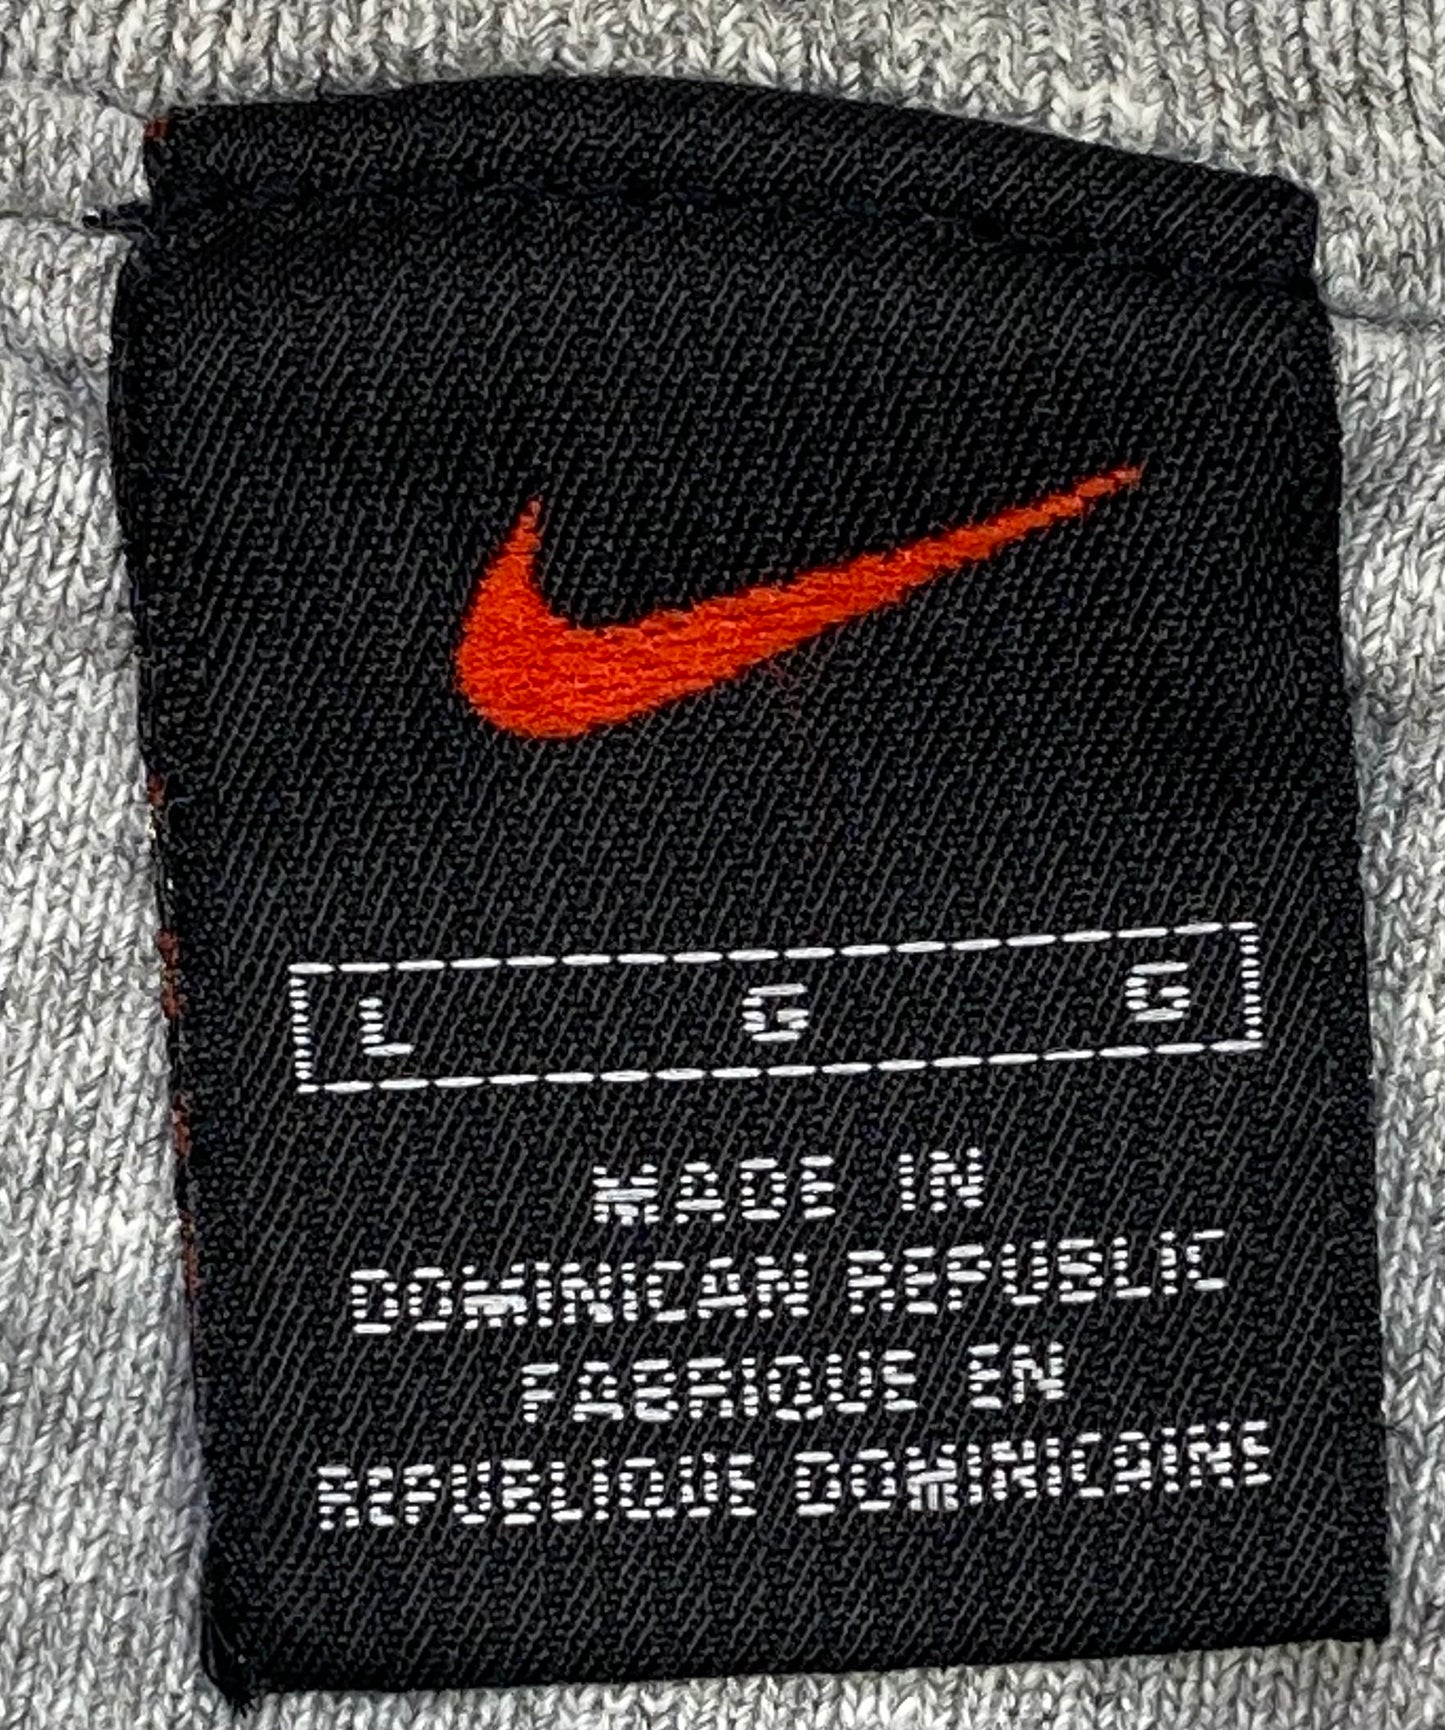 L G G
MADE IN
DOMINICAN REPUBLIC
FABRIQUE EN
REPUBLIQUE DOMINICAINE